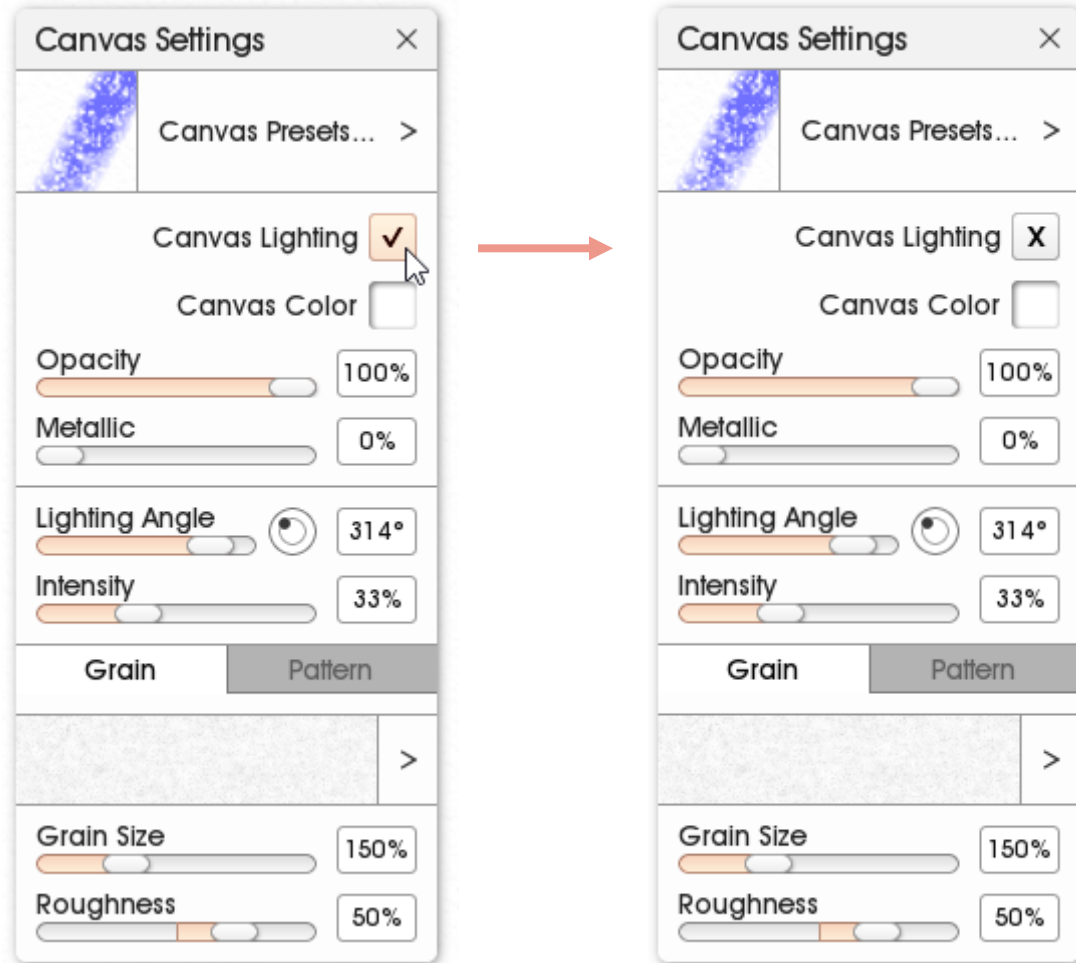 Canvas Settings ×
Canvas Presets... >
Canvas Lighting ✓
Canvas Color
Opacity 100%
Metallic 0%
Lighting Angle 314°
Intensity 33%
Grain Pattern
>
Grain Size 150%
Roughness 50%
Canvas Settings ×
Canvas Presets... >
Canvas Lighting X
Canvas Color
Opacity 100%
Metallic 0%
Lighting Angle 314°
Intensity 33%
Grain Pattern
>
Grain Size 150%
Roughness 50%